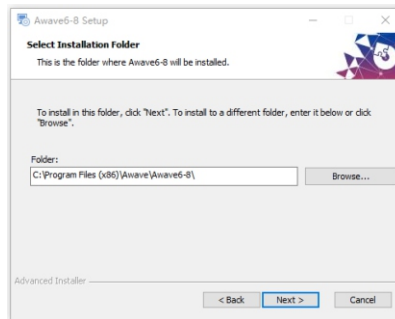 Awave6-8 Setup
Select Installation Folder
This is the folder where Awave6-8 will be installed.
To install in this folder, click "Next". To install to a different folder, enter it below or click
"Browse".
Folder:
C:\Program Files (x86)\Awave\Awave6-8\
Browse...
Advanced Installer
< Back
Next >
Cancel